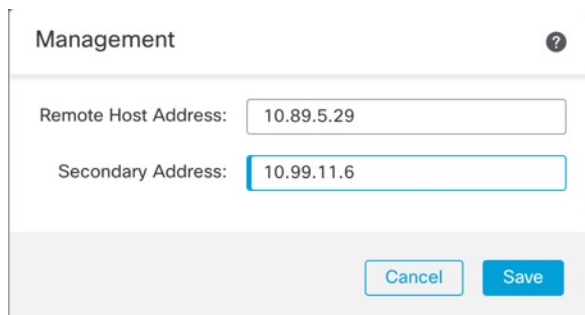 Management ?
Remote Host Address: 10.89.5.29
Secondary Address: 10.99.11.6
Cancel Save